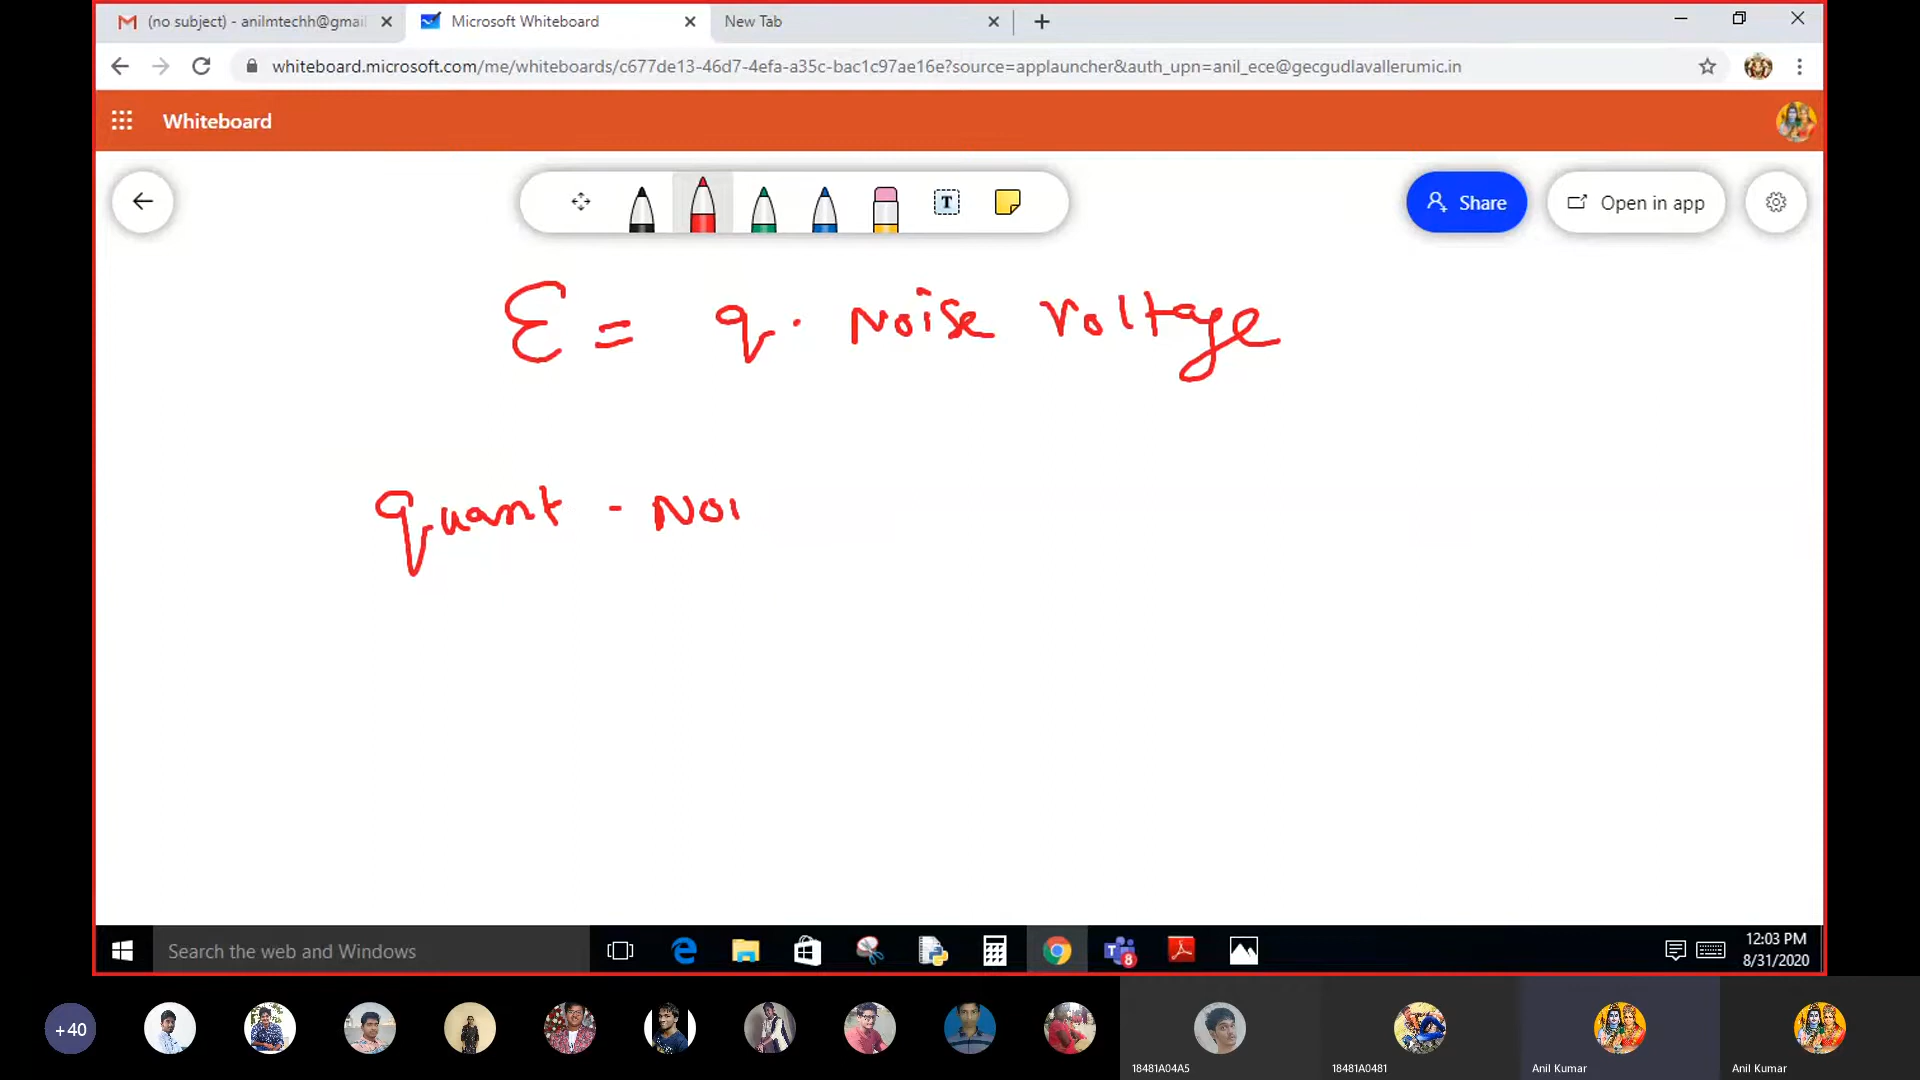 (no subject) - anilmtechh@gmai
Microsoft Whiteboard
New Tab
whiteboard.microsoft.com/me/whiteboards/c677de13-46d7-4efa-a35c-bac1c97ae16e?source=applauncher&auth_upn=anil_ece@gecgudlavallerumic.in
Whiteboard
T
Share
Open in app
ε = q. Noise voltage
quant - Noi
Search the web and Windows
8
12:03 PM
8/31/2020
+40
18481A04A5
18481A0481
Anil Kumar
Anil Kumar